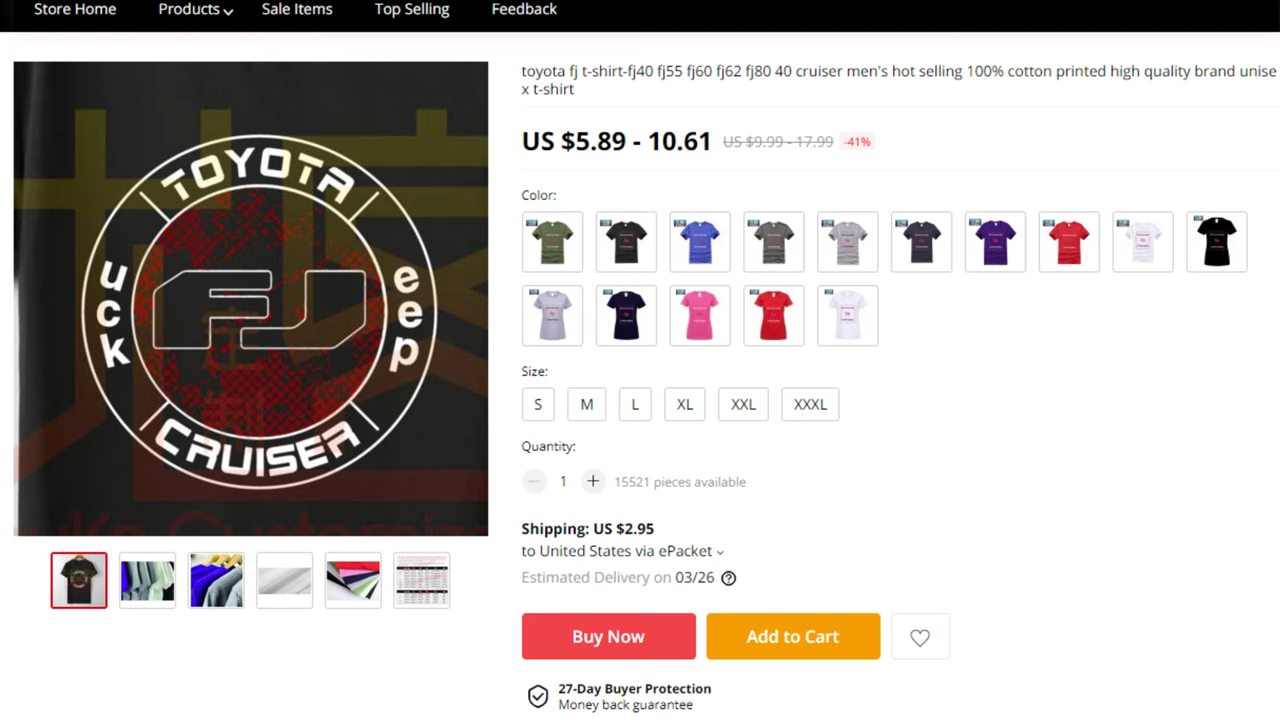 Store Home Products Sale Items Top Selling Feedback
TOYOTA
uck
eep
FJ
CRUISER
toyota fj t-shirt-fj40 fj55 fj60 fj62 fj80 40 cruiser men's hot selling 100% cotton printed high quality brand unise
x t-shirt
US $5.89 - 10.61 US $9.99 - 17.99 -41%
Color:
Size:
S M L XL XXL XXXL
Quantity:
1 15521 pieces available
Shipping: US $2.95
to United States via ePacket
Estimated Delivery on 03/26
Buy Now Add to Cart
27-Day Buyer Protection
Money back guarantee